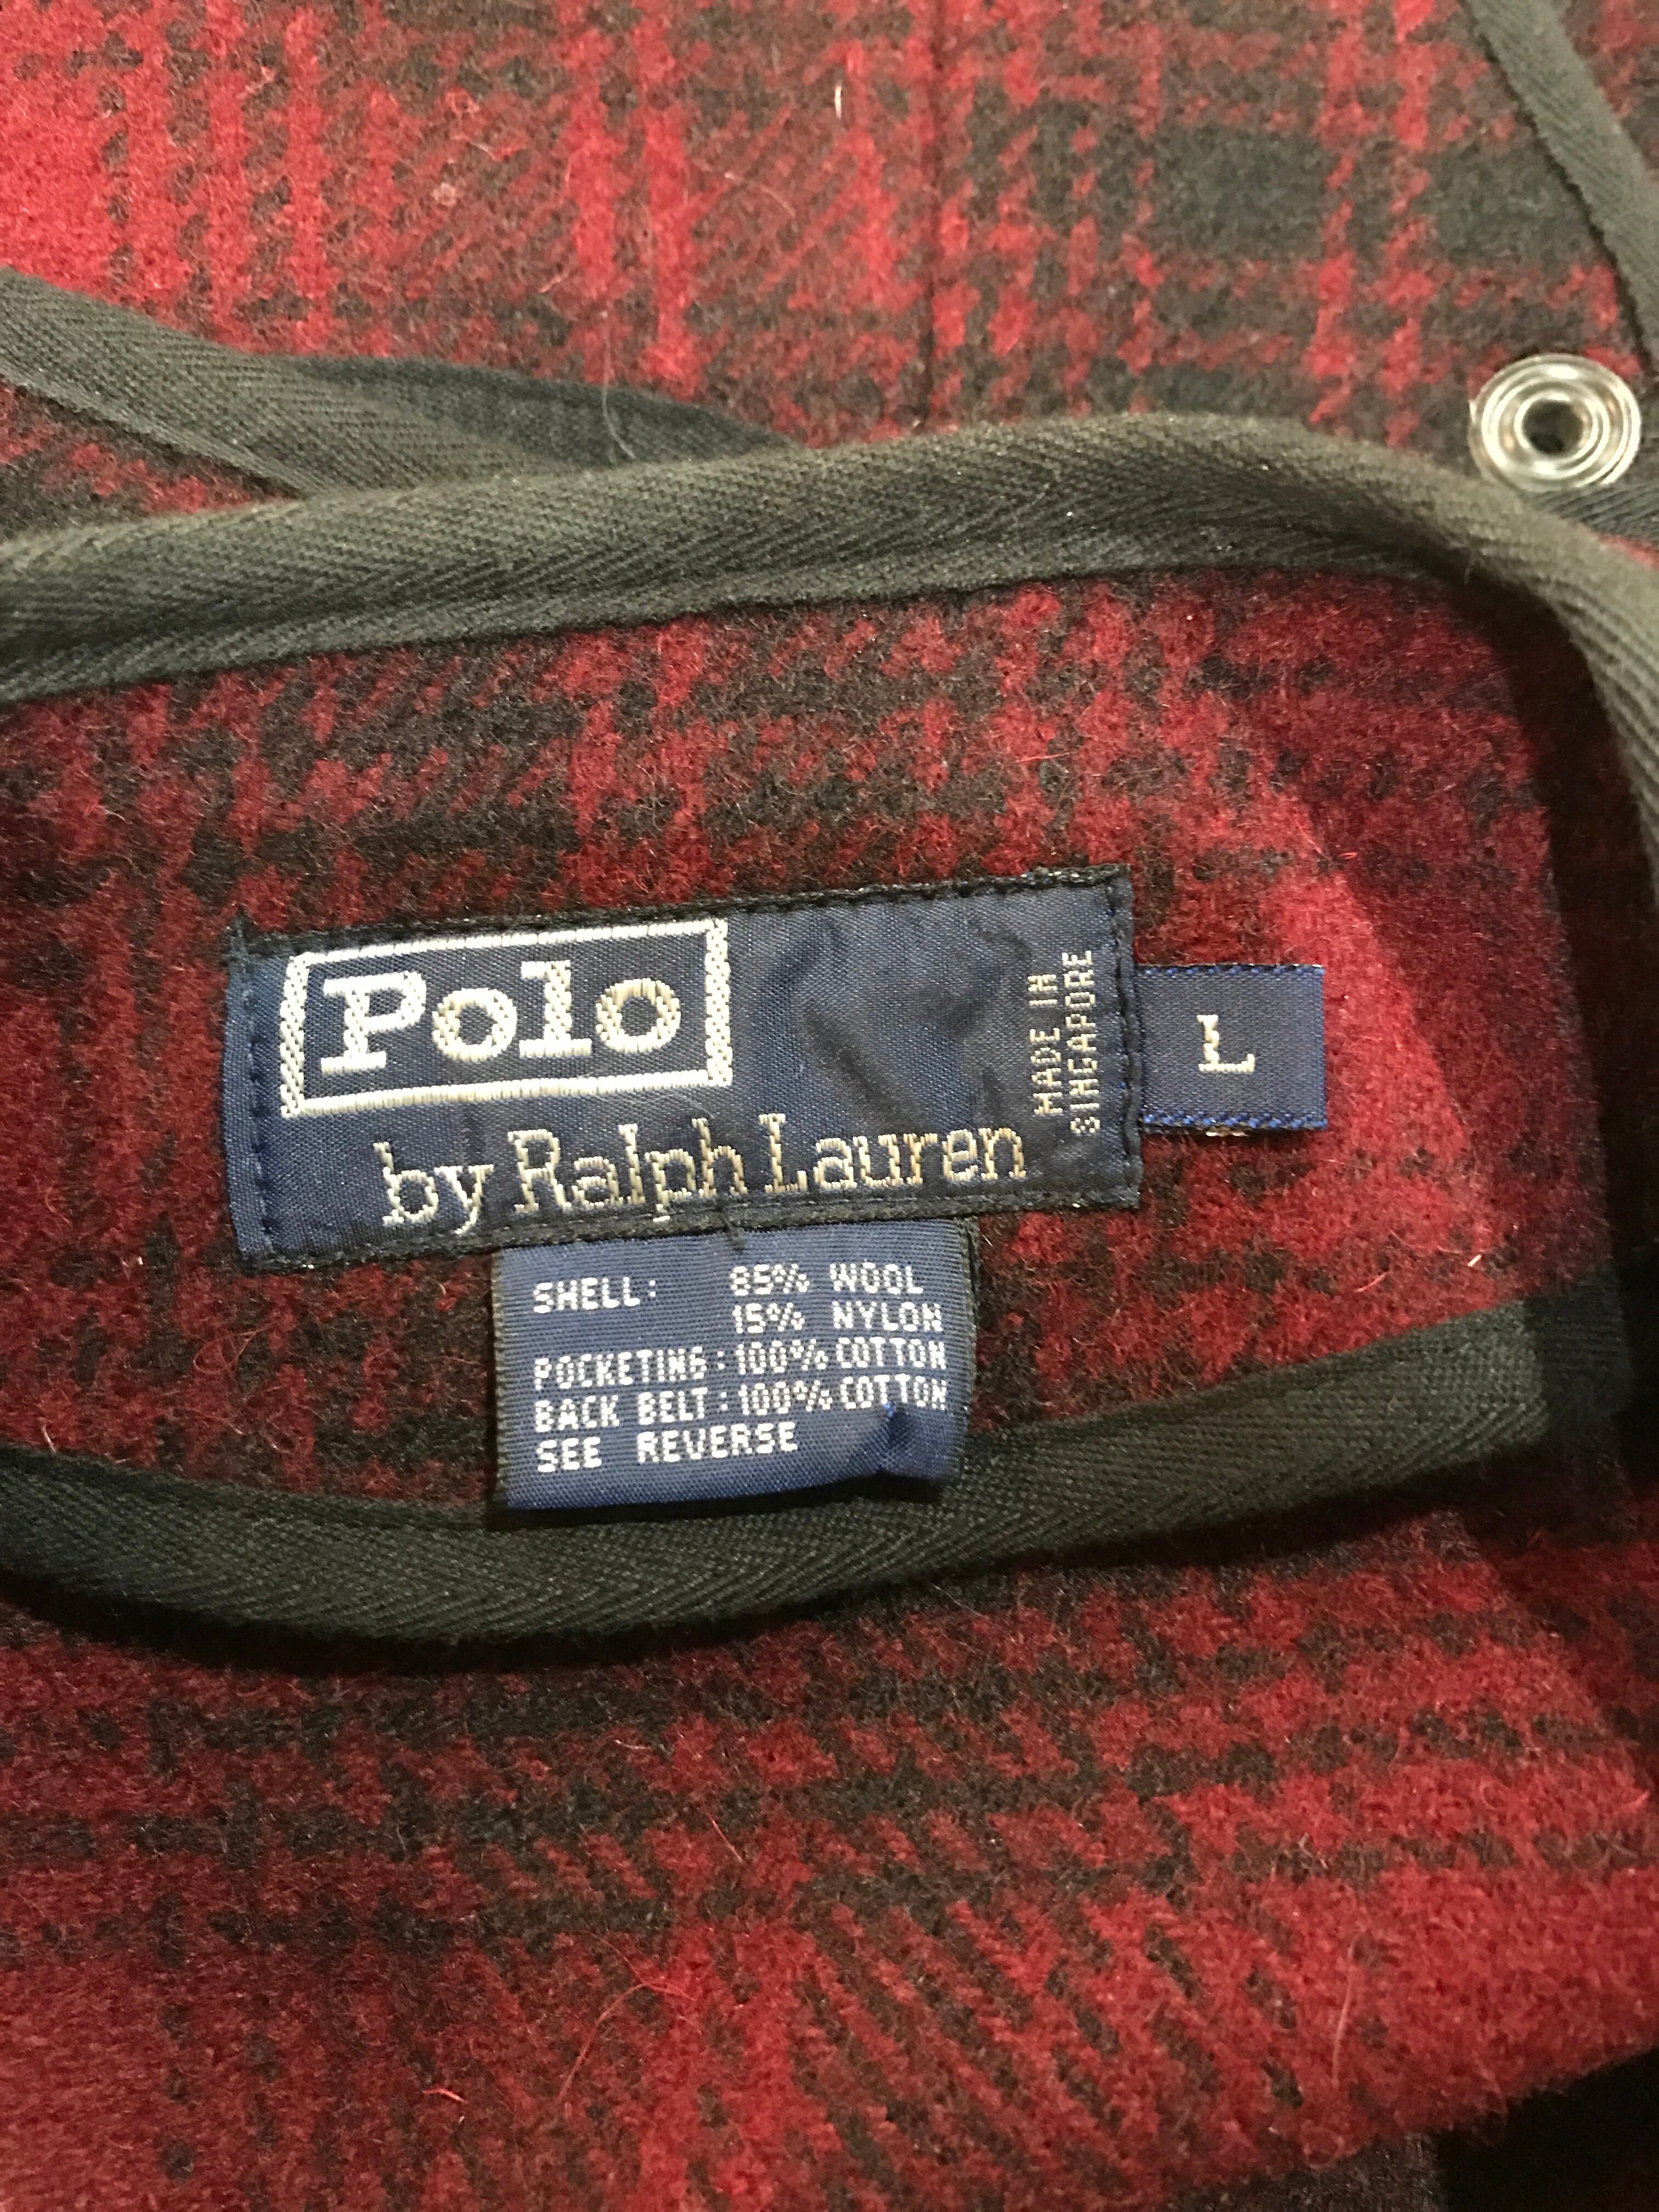 Polo
by Ralph Lauren
MADE IN
SINGAPORE
L
SHELL: 85% WOOL
15% NYLON
POCKETING: 100% COTTON
BACK BELT: 100% COTTON
SEE REVERSE